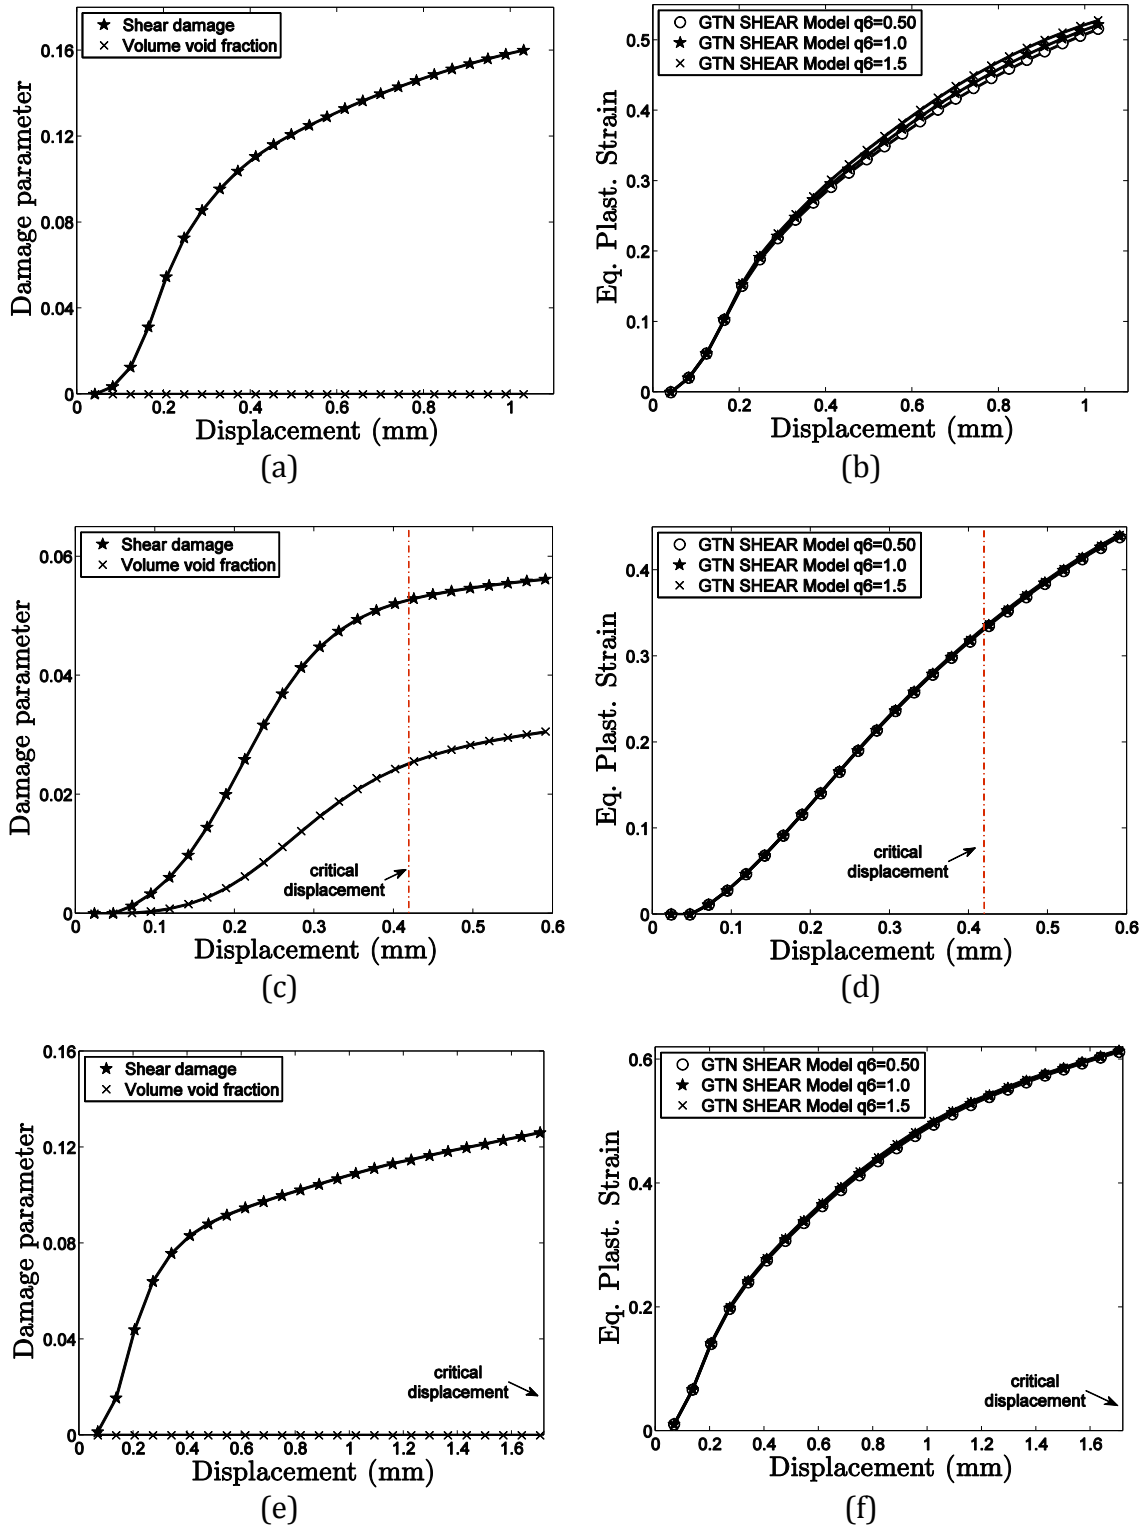 Shear damage
Volume void fraction
Damage parameter
0.16
0.12
0.08
0.04
0
0.2
0.4
0.6
0.8
1
Displacement (mm)
(a)
GTN SHEAR Model q6=0.50
GTN SHEAR Model q6=1.0
GTN SHEAR Model q6=1.5
Eq. Plast. Strain
0.5
0.4
0.3
0.2
0.1
0
0
0.2
0.4
0.6
0.8
1
Displacement (mm)
(b)
Shear damage
Volume void fraction
Damage parameter
0.06
0.04
0.02
0
critical
displacement
0
0.1
0.2
0.3
0.4
0.5
0.6
Displacement (mm)
(c)
GTN SHEAR Model q6=0.50
GTN SHEAR Model q6=1.0
GTN SHEAR Model q6=1.5
Eq. Plast. Strain
0.4
0.3
0.2
0.1
0
critical
displacement
0
0.1
0.2
0.3
0.4
0.5
0.6
Displacement (mm)
(d)
Shear damage
Volume void fraction
Damage parameter
0.16
0.12
0.08
0.04
0
critical
displacement
0
0.2
0.4
0.6
0.8
1
1.2
1.4
1.6
Displacement (mm)
(e)
GTN SHEAR Model q6=0.50
GTN SHEAR Model q6=1.0
GTN SHEAR Model q6=1.5
Eq. Plast. Strain
0.6
0.4
0.2
0
critical
displacement
0
0.2
0.4
0.6
0.8
1
1.2
1.4
1.6
Displacement (mm)
(f)